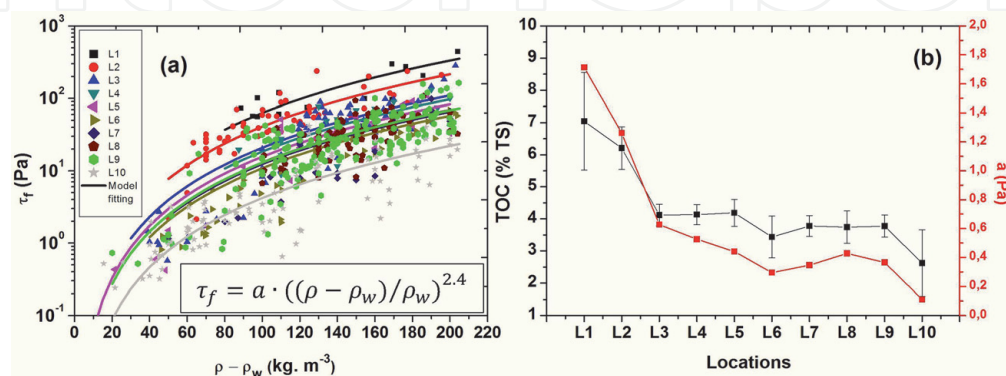 (a)
L1
L2
L3
L4
L5
L6
L7
L8
L9
L10
Model
fitting
τf (Pa)
10³
10²
10¹
10⁰
10⁻¹
τf = a · ((ρ − ρw)/ρw)^2.4
0 20 40 60 80 100 120 140 160 180 200 220
ρ − ρw (kg. m⁻³)
(b)
TOC (% TS)
10
9
8
7
6
5
4
3
2
1
2,0
1,8
1,6
1,4
1,2
1,0
0,8
0,6
0,4
0,2
0,0
a (Pa)
L1 L2 L3 L4 L5 L6 L7 L8 L9 L10
Locations